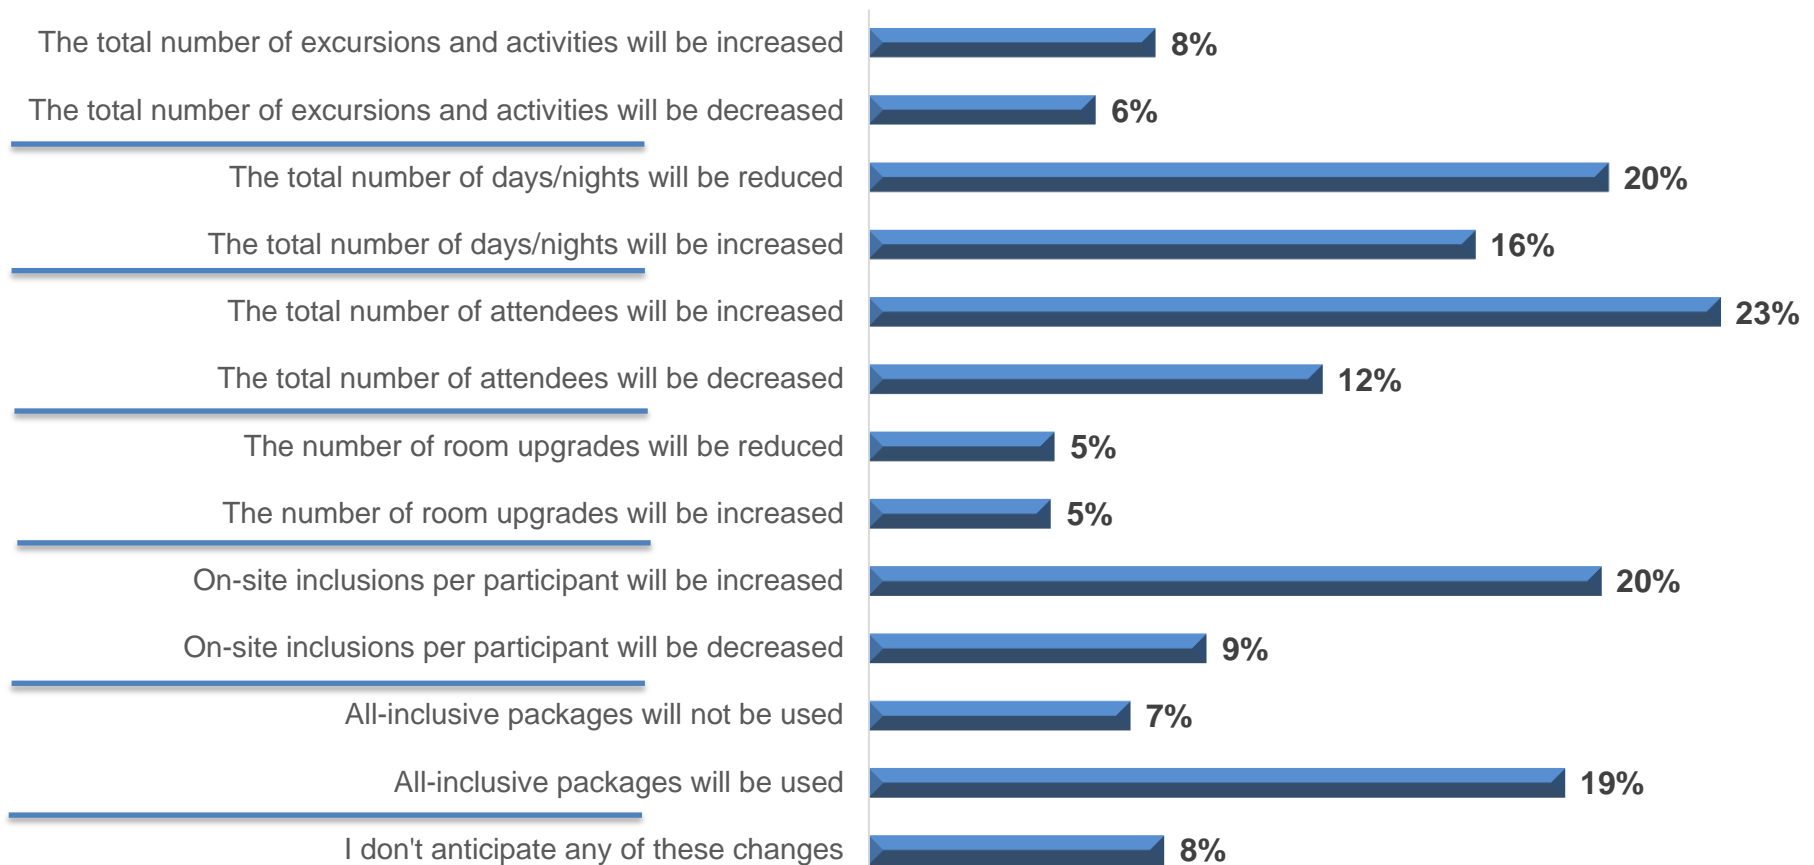 The total number of excursions and activities will be increased 8%
The total number of excursions and activities will be decreased 6%
The total number of days/nights will be reduced 20%
The total number of days/nights will be increased 16%
The total number of attendees will be increased 23%
The total number of attendees will be decreased 12%
The number of room upgrades will be reduced 5%
The number of room upgrades will be increased 5%
On-site inclusions per participant will be increased 20%
On-site inclusions per participant will be decreased 9%
All-inclusive packages will not be used 7%
All-inclusive packages will be used 19%
I don't anticipate any of these changes 8%